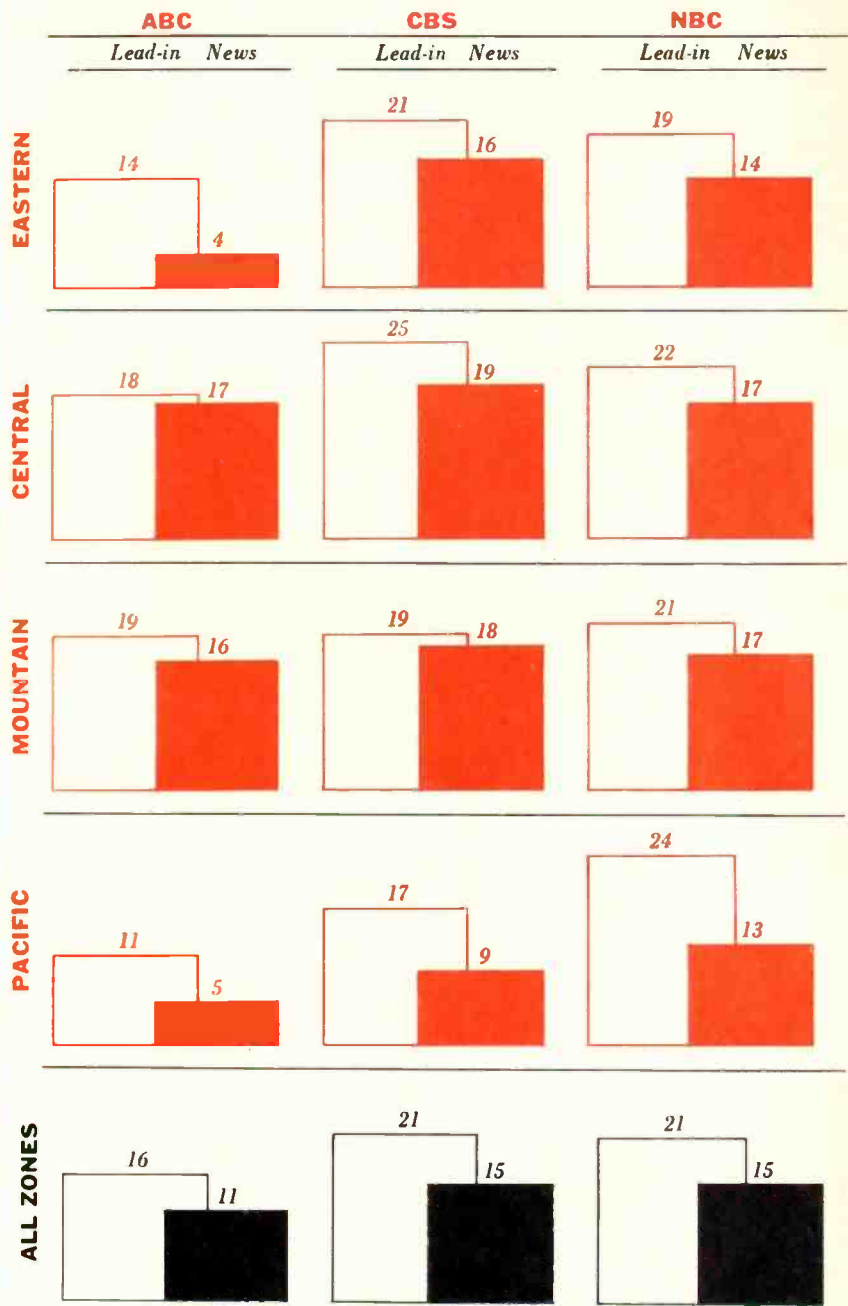 ABC CBS NBC
Lead-in News Lead-in News Lead-in News
EASTERN
21
19
16
14 14
4
CENTRAL
25
22
18 17 19 17
MOUNTAIN
19 19 21
16 18 17
PACIFIC
24
17
11 13
9
5
ALL ZONES
21 21
16 15 15
11